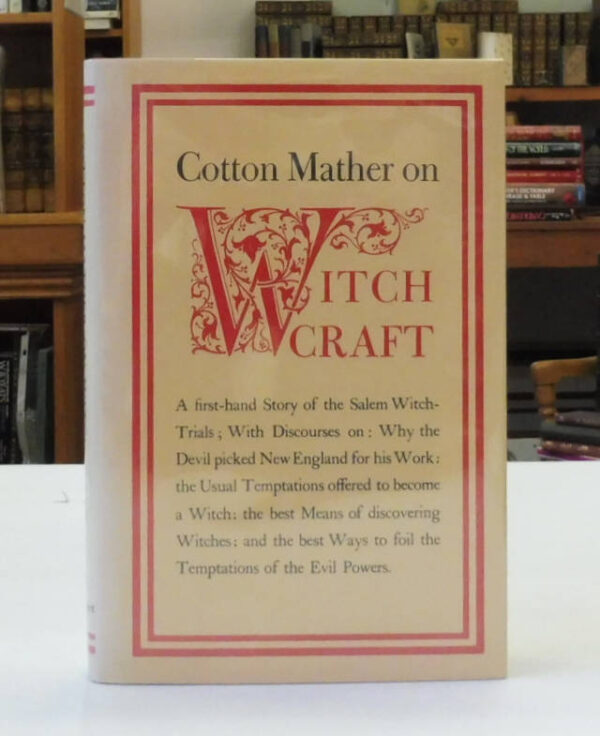 Cotton Mather on
WITCH
CRAFT
A first-hand Story of the Salem Witch-
Trials; With Discourses on: Why the
Devil picked New England for his Work:
the Usual Temptations offered to become
a Witch: the best Means of discovering
Witches: and the best Ways to foil the
Temptations of the Evil Powers.